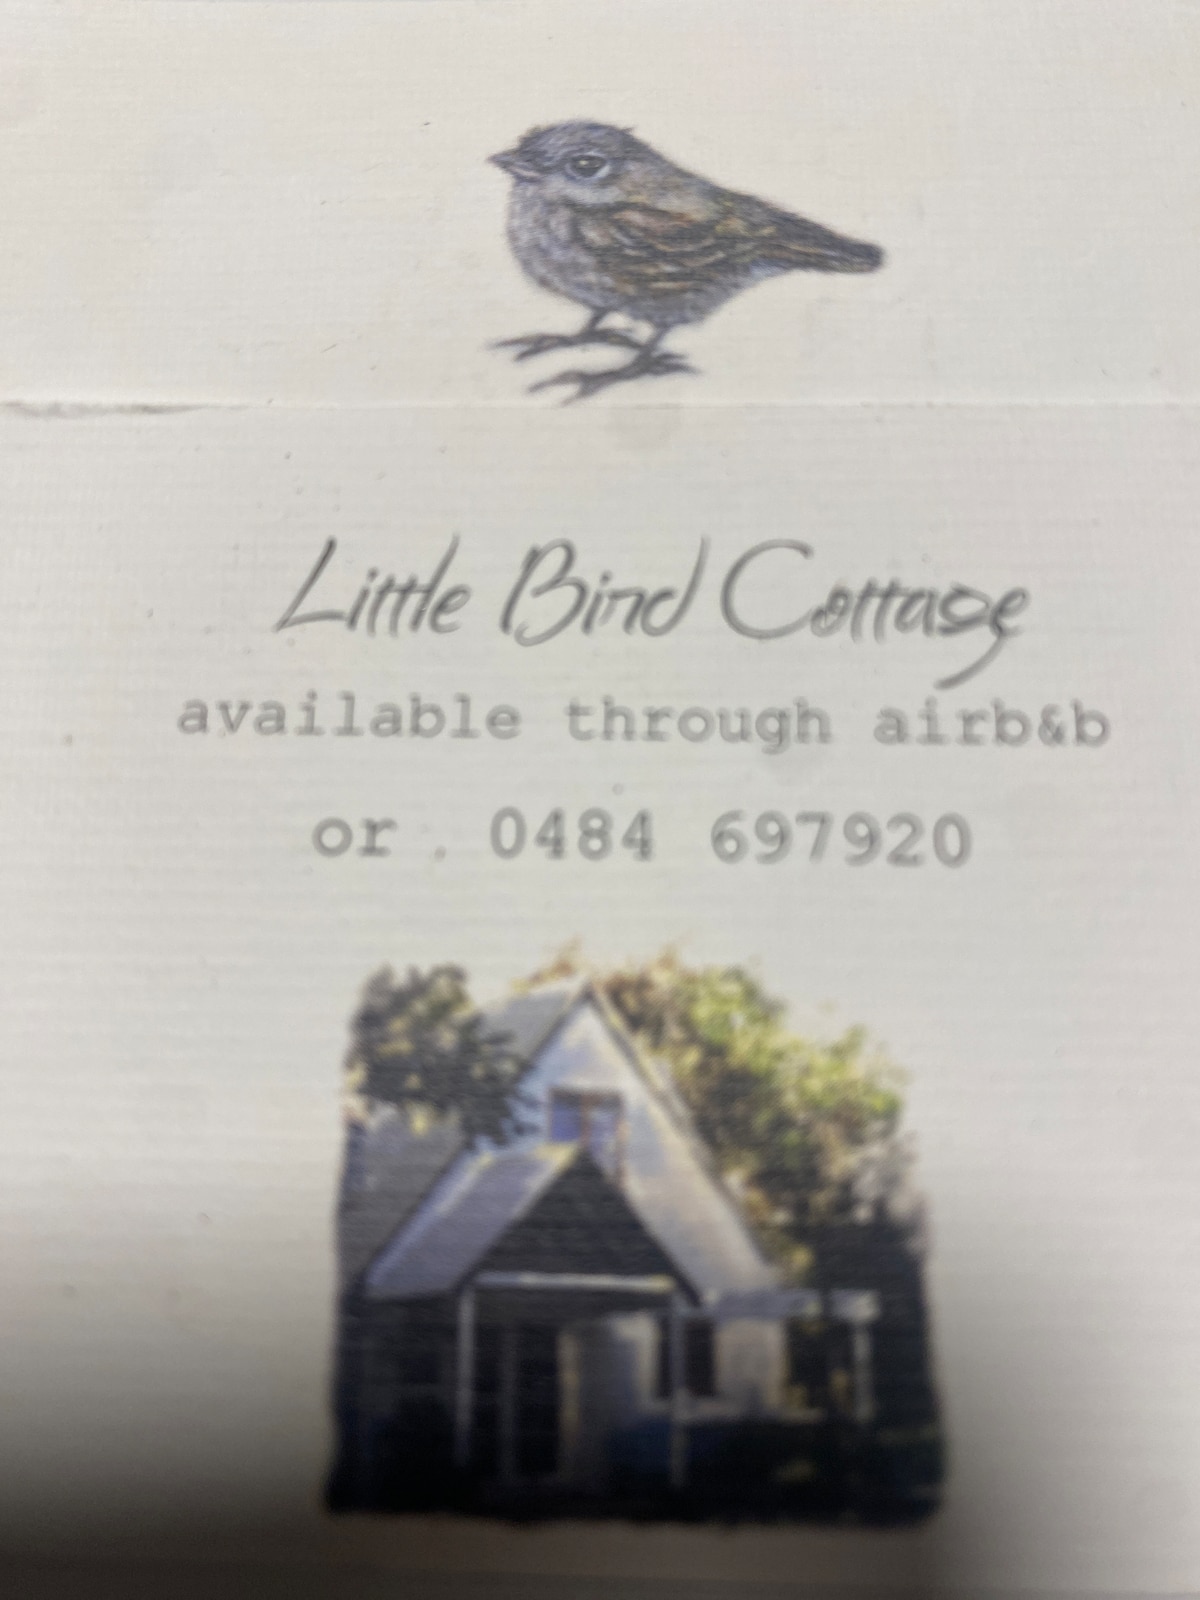 Little Bird Cottage
available through airb&b
or . 0484 697920